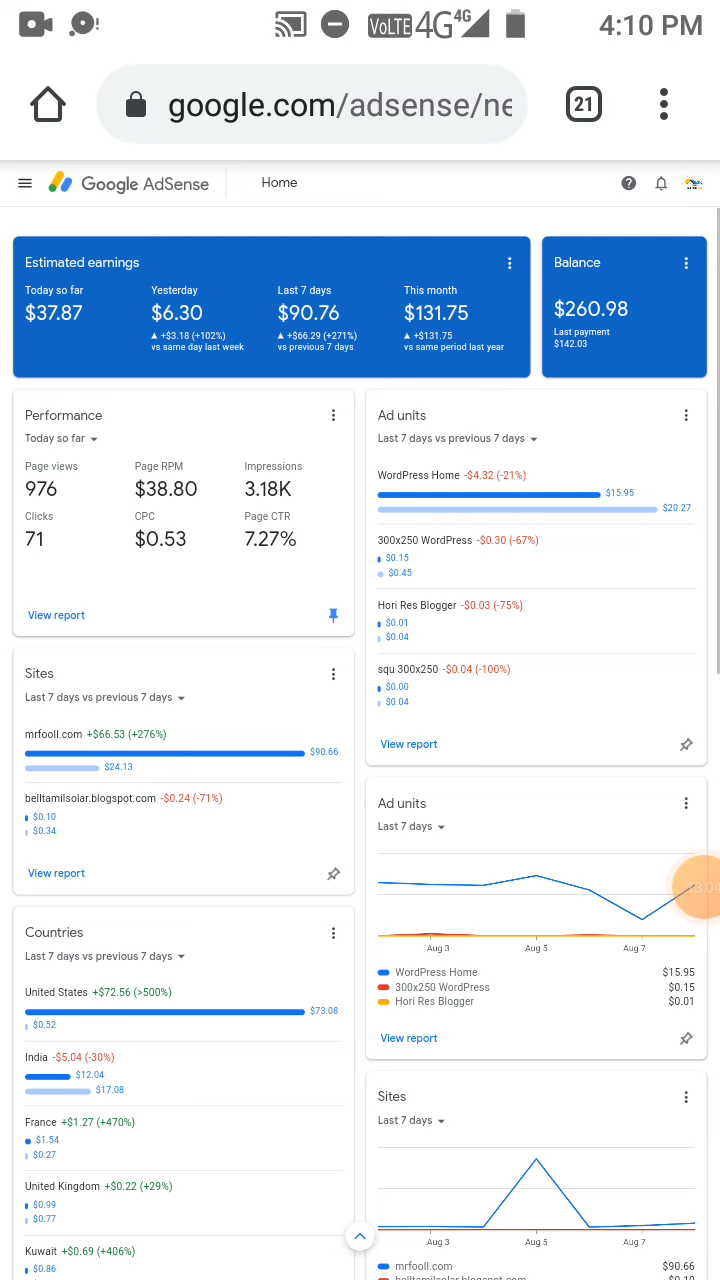 VoLTE 4G 4G 4:10 PM
google.com/adsense/ne
21
Google AdSense
Home
Estimated earnings
Today so far
$37.87
Yesterday
$6.30
+$3.18 (+102%)
vs same day last week
Last 7 days
$90.76
+$66.29 (+271%)
vs previous 7 days
This month
$131.75
+$131.75
vs same period last year
Balance
$260.98
Last payment
$142.03
Performance
Today so far
Page views
976
Page RPM
$38.80
Impressions
3.18K
Clicks
71
CPC
$0.53
Page CTR
7.27%
View report
Sites
Last 7 days vs previous 7 days
mrfooll.com +$66.53 (+276%)
$90.66
$24.13
belltamilsolar.blogspot.com -$0.24 (-71%)
$0.10
$0.34
View report
Countries
Last 7 days vs previous 7 days
United States +$72.56 (>500%)
$73.08
$0.52
India -$5.04 (-30%)
$12.04
$17.08
France +$1.27 (+470%)
$1.54
$0.27
United Kingdom +$0.22 (+29%)
$0.99
$0.77
Kuwait +$0.69 (+406%)
$0.86
Ad units
Last 7 days vs previous 7 days
WordPress Home -$4.32 (-21%)
$15.95
$20.27
300x250 WordPress -$0.30 (-67%)
$0.15
$0.45
Hori Res Blogger -$0.03 (-75%)
$0.01
$0.04
squ 300x250 -$0.04 (-100%)
$0.00
$0.04
View report
Ad units
Last 7 days
13:04
Aug 3 Aug 5 Aug 7
WordPress Home $15.95
300x250 WordPress $0.15
Hori Res Blogger $0.01
View report
Sites
Last 7 days
Aug 3 Aug 5 Aug 7
mrfooll.com $90.66
belltamilsolar.blogspot.com $0.10